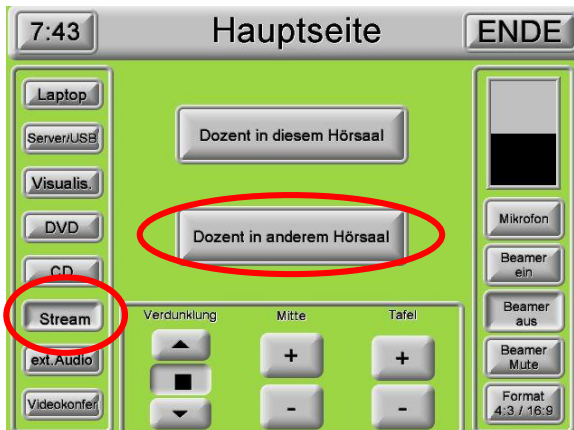 7:43
Hauptseite
ENDE
Laptop
Server/USB
Visualis.
DVD
CD
Stream
ext.Audio
Videokonfer
Dozent in diesem Hörsaal
Dozent in anderem Hörsaal
Verdunklung
Mitte
Tafel
+
+
-
-
Mikrofon
Beamer
ein
Beamer
aus
Beamer
Mute
Format
4:3 / 16:9